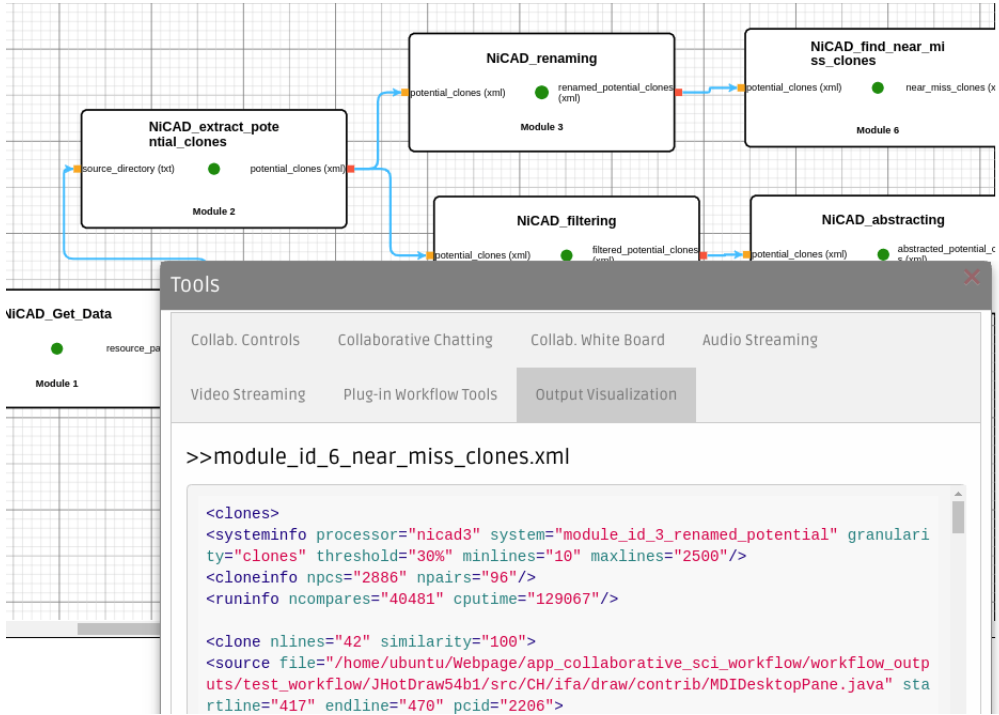 NiCAD_renaming
potential_clones (xml)
renamed_potential_clones
(xml)
Module 3
NiCAD_find_near_mi
ss_clones
potential_clones (xml)
near_miss_clones (x
Module 6
NiCAD_extract_pote
ntial_clones
source_directory (txt)
potential_clones (xml)
Module 2
NiCAD_filtering
potential_clones (xml)
filtered_potential_clones
(xml)
NiCAD_abstracting
potential_clones (xml)
abstracted_potential_c
s (xml)
NiCAD_Get_Data
resource_pa
Module 1
Tools
Collab. Controls
Collaborative Chatting
Collab. White Board
Audio Streaming
Video Streaming
Plug-in Workflow Tools
Output Visualization
>>module_id_6_near_miss_clones.xml
<clones>
<systeminfo processor="nicad3" system="module_id_3_renamed_potential" granulari
ty="clones" threshold="30%" minlines="10" maxlines="2500"/>
<cloneinfo npcs="2886" npairs="96"/>
<runinfo ncompares="40481" cputime="129067"/>
<clone nlines="42" similarity="100">
<source file="/home/ubuntu/Webpage/app_collaborative_sci_workflow/workflow_outp
uts/test_workflow/JHotDraw54b1/src/CH/ifa/draw/contrib/MDIDesktopPane.java" sta
rtline="417" endline="470" pcid="2206">